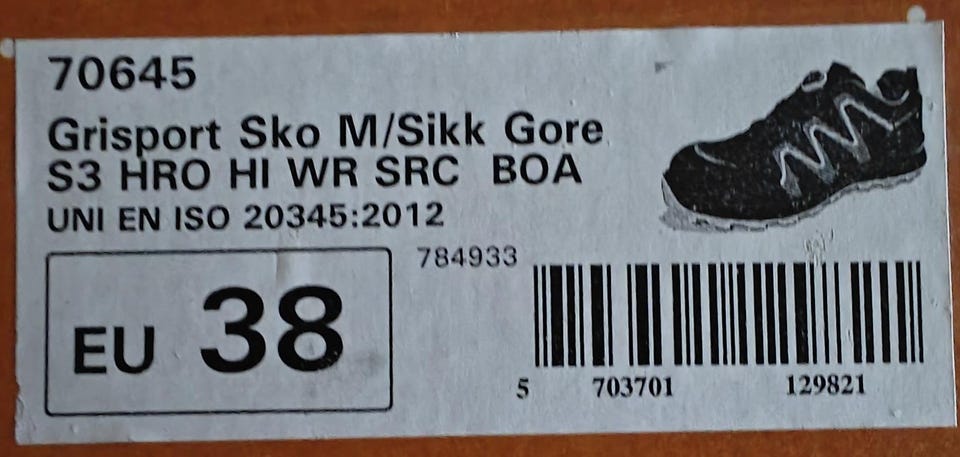 70645
Grisport Sko M/Sikk Gore
S3 HRO HI WR SRC BOA
UNI EN ISO 20345:2012
784933
EU 38
5 703701 129821